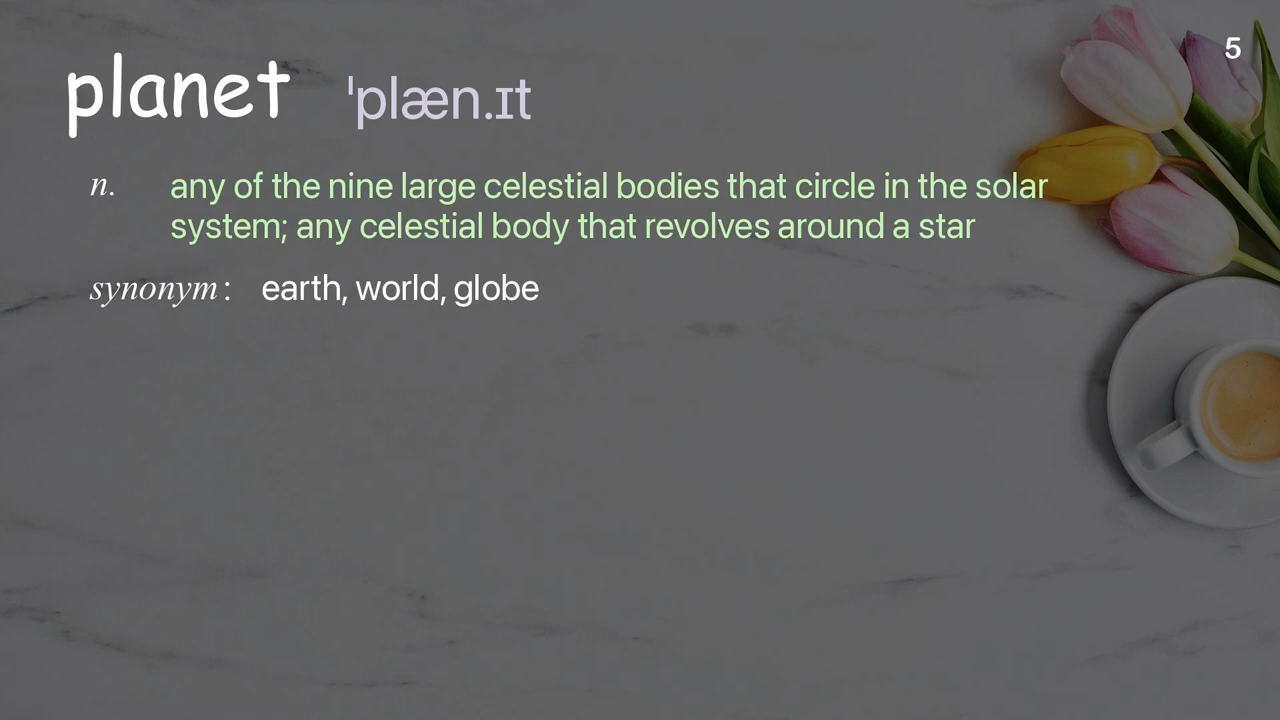 5
planet ˈplæn.ɪt
n. any of the nine large celestial bodies that circle in the solar
system; any celestial body that revolves around a star
synonym: earth, world, globe